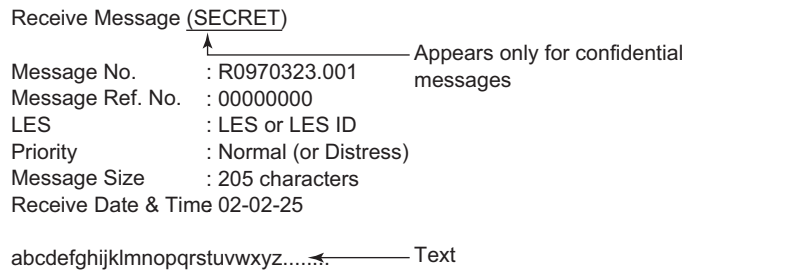 Receive Message (SECRET)
Appears only for confidential
messages
Message No. : R0970323.001
Message Ref. No. : 00000000
LES : LES or LES ID
Priority : Normal (or Distress)
Message Size : 205 characters
Receive Date & Time 02-02-25
abcdefghijklmnopqrstuvwxyz........
Text